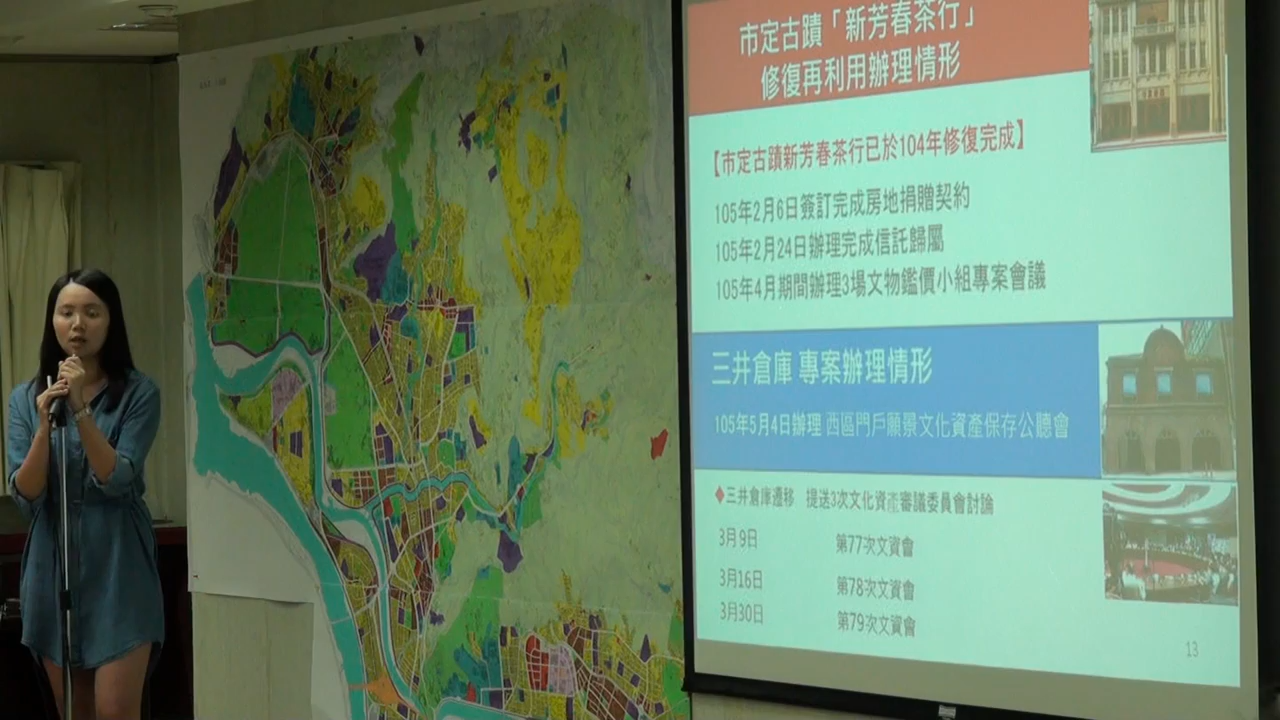 市定古蹟「新芳春茶行」
修復再利用辦理情形
【市定古蹟新芳春茶行已於104年修復完成】
105年2月6日簽訂完成房地捐贈契約
105年2月24日辦理完成信託歸屬
105年4月期間辦理3場文物鑑價小組專案會議
三井倉庫 專案辦理情形
105年5月4日辦理 西區門戶願景文化資產保存公聽會
◆三井倉庫遷移 提送3次文化資產審議委員會討論
3月9日 第77次文資會
3月16日 第78次文資會
3月30日 第79次文資會
13